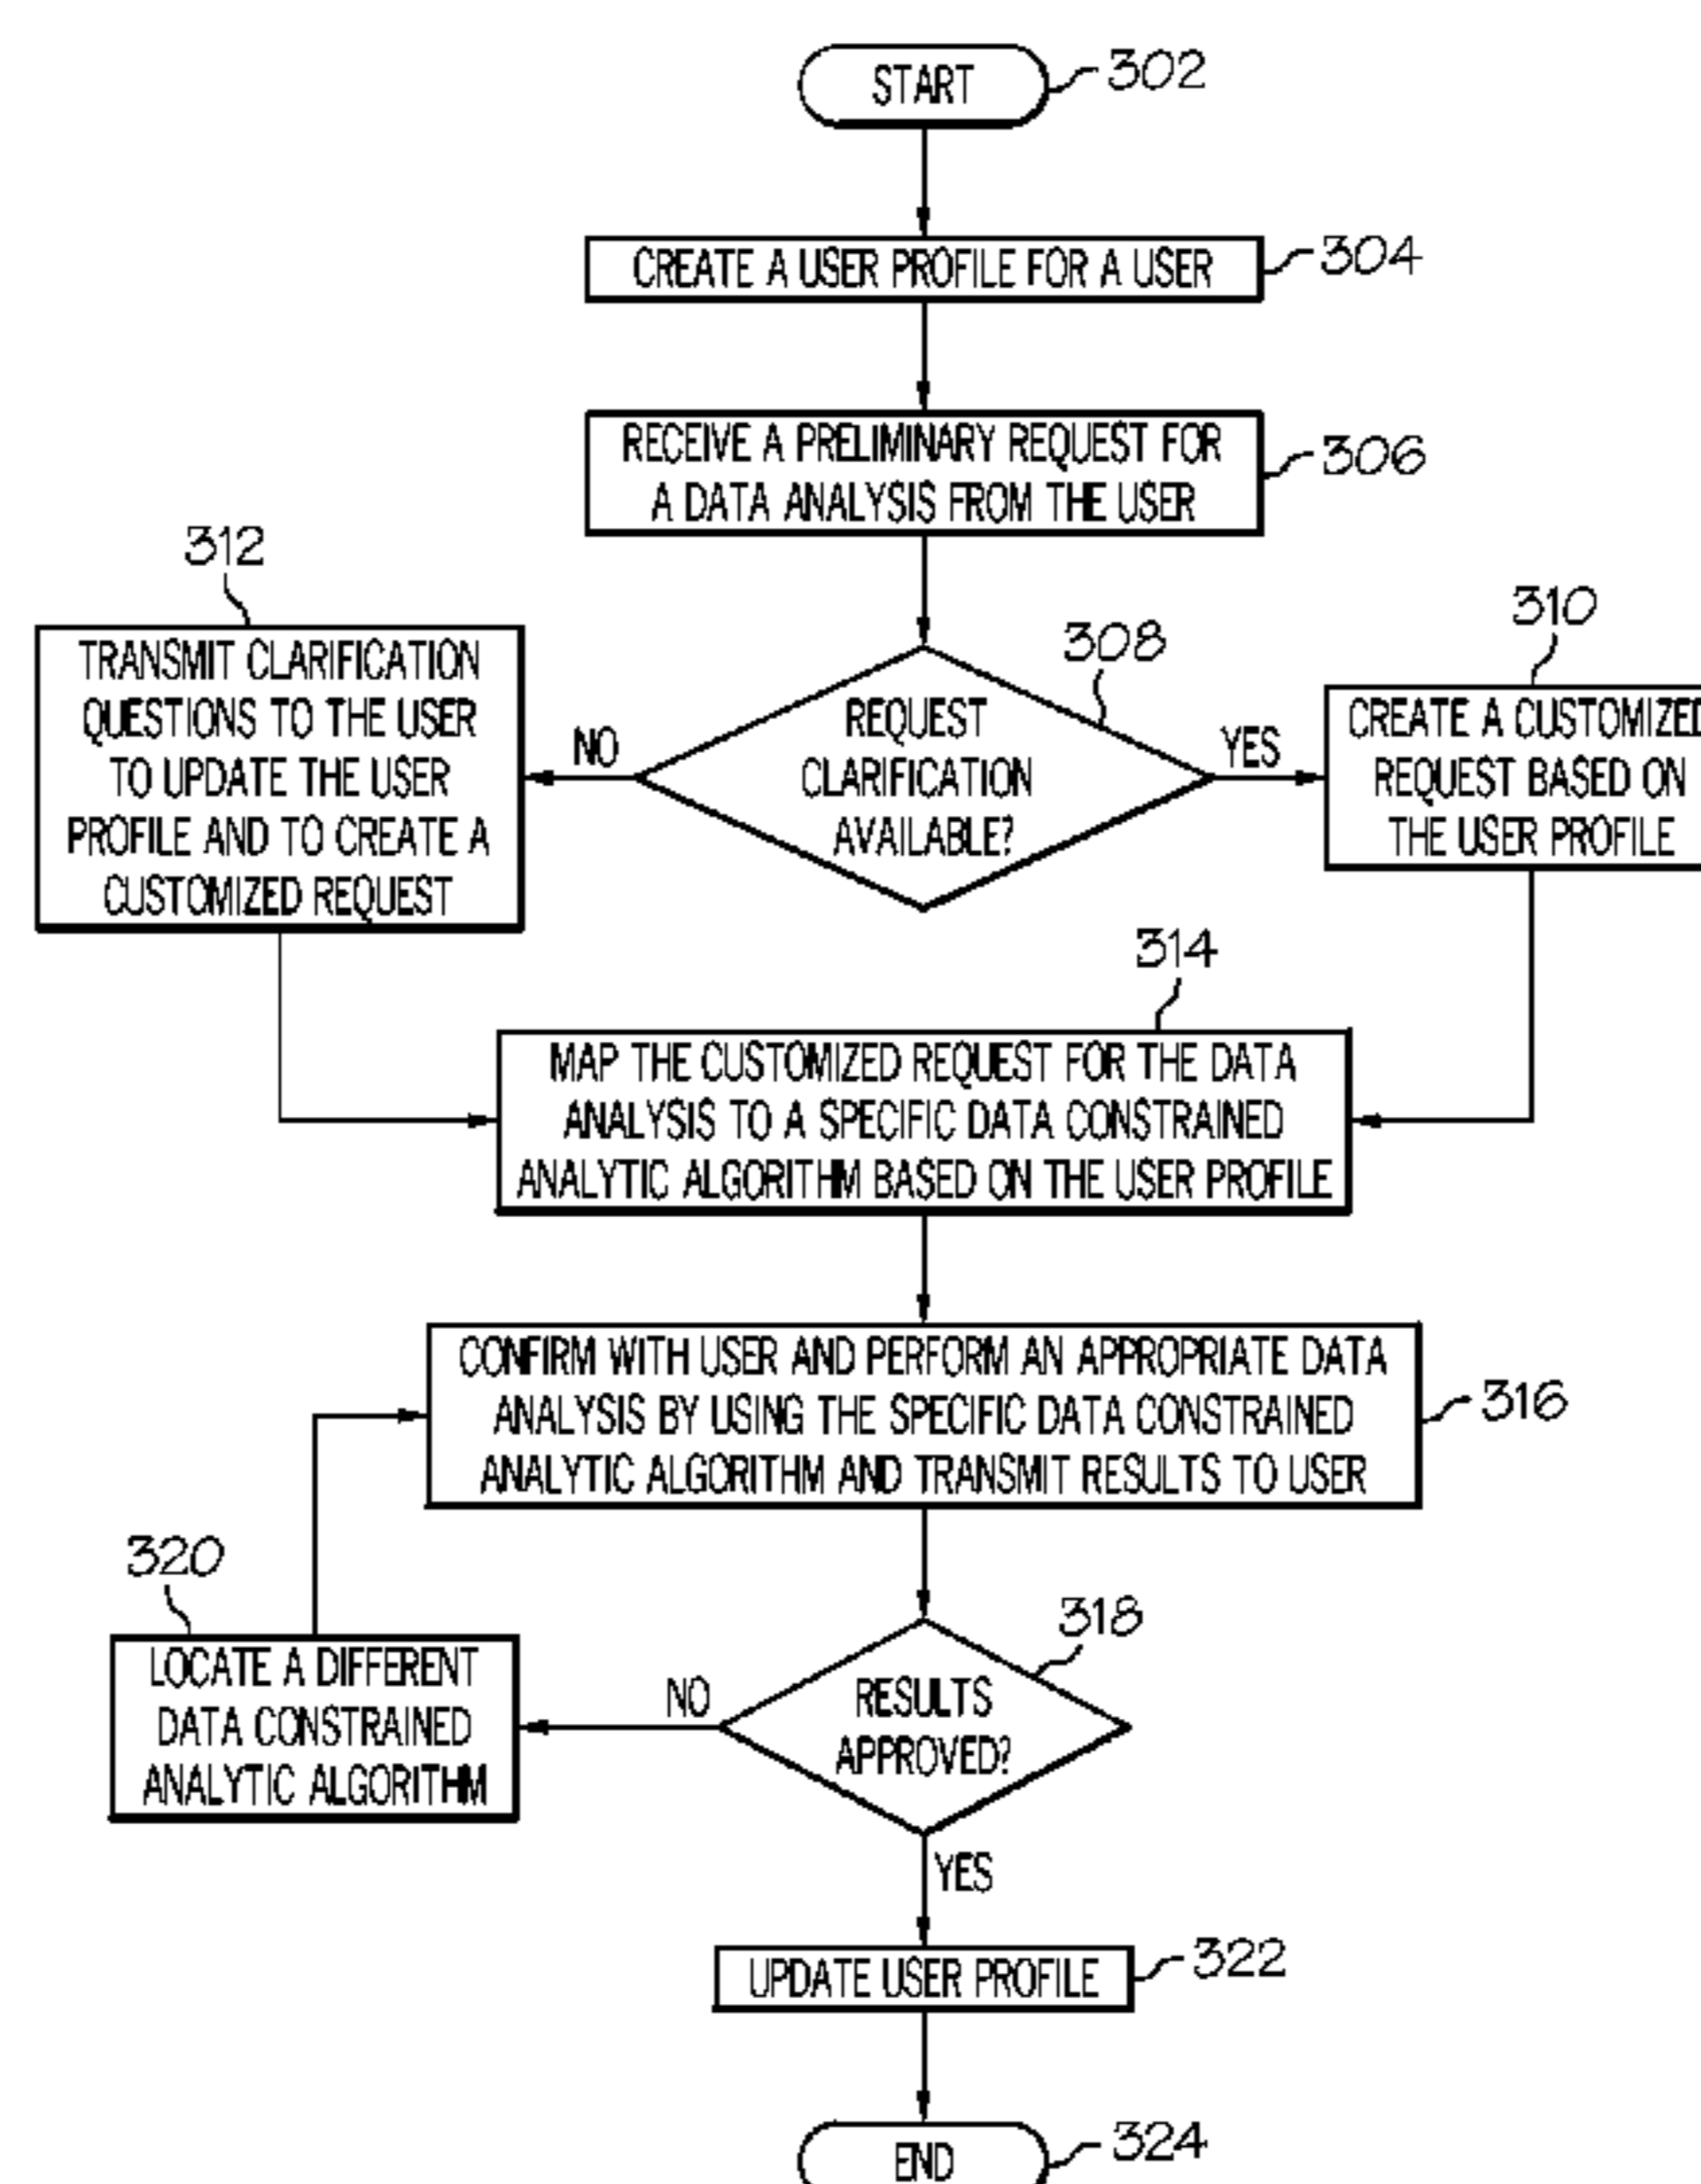 START
302
CREATE A USER PROFILE FOR A USER
304
RECEIVE A PRELIMINARY REQUEST FOR
A DATA ANALYSIS FROM THE USER
306
312
TRANSMIT CLARIFICATION
QUESTIONS TO THE USER
TO UPDATE THE USER
PROFILE AND TO CREATE A
CUSTOMIZED REQUEST
NO
308
REQUEST
CLARIFICATION
AVAILABLE?
YES
310
CREATE A CUSTOMIZED
REQUEST BASED ON
THE USER PROFILE
314
MAP THE CUSTOMIZED REQUEST FOR THE DATA
ANALYSIS TO A SPECIFIC DATA CONSTRAINED
ANALYTIC ALGORITHM BASED ON THE USER PROFILE
CONFIRM WITH USER AND PERFORM AN APPROPRIATE DATA
ANALYSIS BY USING THE SPECIFIC DATA CONSTRAINED
ANALYTIC ALGORITHM AND TRANSMIT RESULTS TO USER
316
320
LOCATE A DIFFERENT
DATA CONSTRAINED
ANALYTIC ALGORITHM
NO
318
RESULTS
APPROVED?
YES
UPDATE USER PROFILE
322
END
324